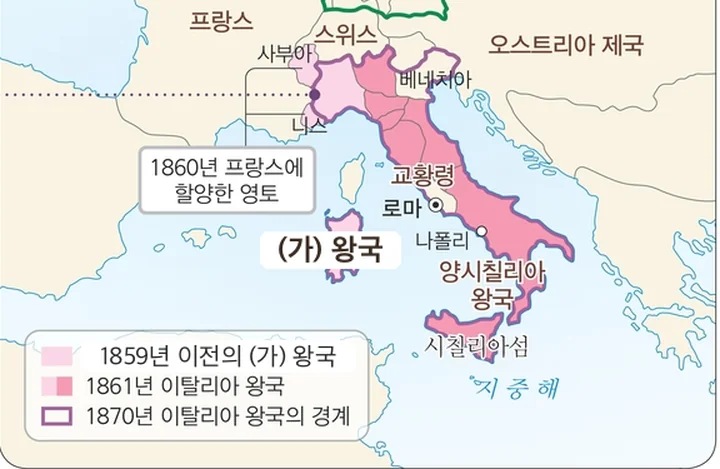 프랑스
스위스
사부아
오스트리아 제국
베네치아
니스
1860년 프랑스에
할양한 영토
교황령
로마
나폴리
(가) 왕국
양시칠리아
왕국
시칠리아섬
지중해
1859년 이전의 (가) 왕국
1861년 이탈리아 왕국
1870년 이탈리아 왕국의 경계